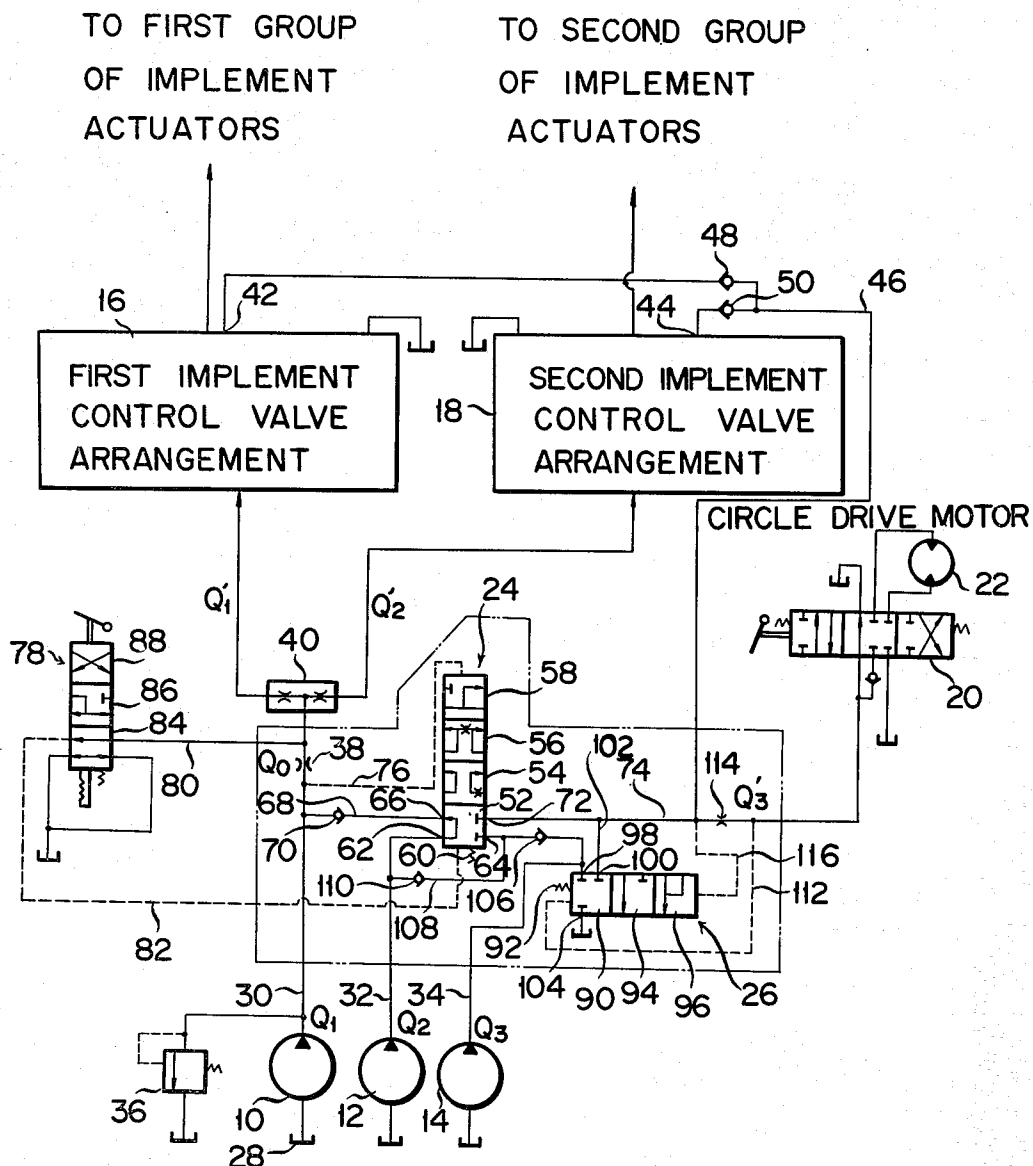 TO FIRST GROUP
OF IMPLEMENT
ACTUATORS
TO SECOND GROUP
OF IMPLEMENT
ACTUATORS
48
50
46
16
42
44
FIRST IMPLEMENT
CONTROL VALVE
ARRANGEMENT
18
SECOND IMPLEMENT
CONTROL VALVE
ARRANGEMENT
CIRCLE DRIVE MOTOR
22
Q'1
Q'2
24
78
88
40
58
20
86
84
56
80
Q0
38
76
54
102
74
114
Q'3
68
66
52
72
98
70
62
60
64
100
116
110
106
112
82
108
92
104
90
94
96
26
30
32
34
Q1
Q2
Q3
36
10
12
14
28